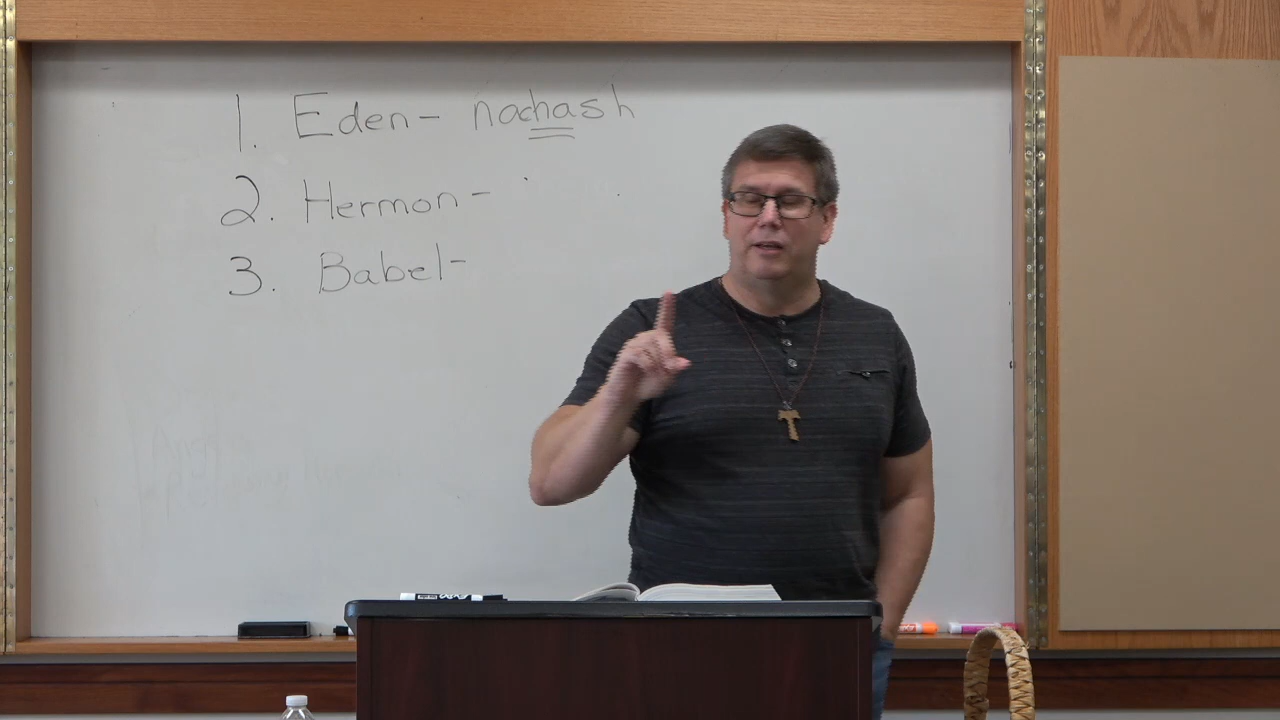 1. Eden- nachash
2. Hermon-
3. Babel-